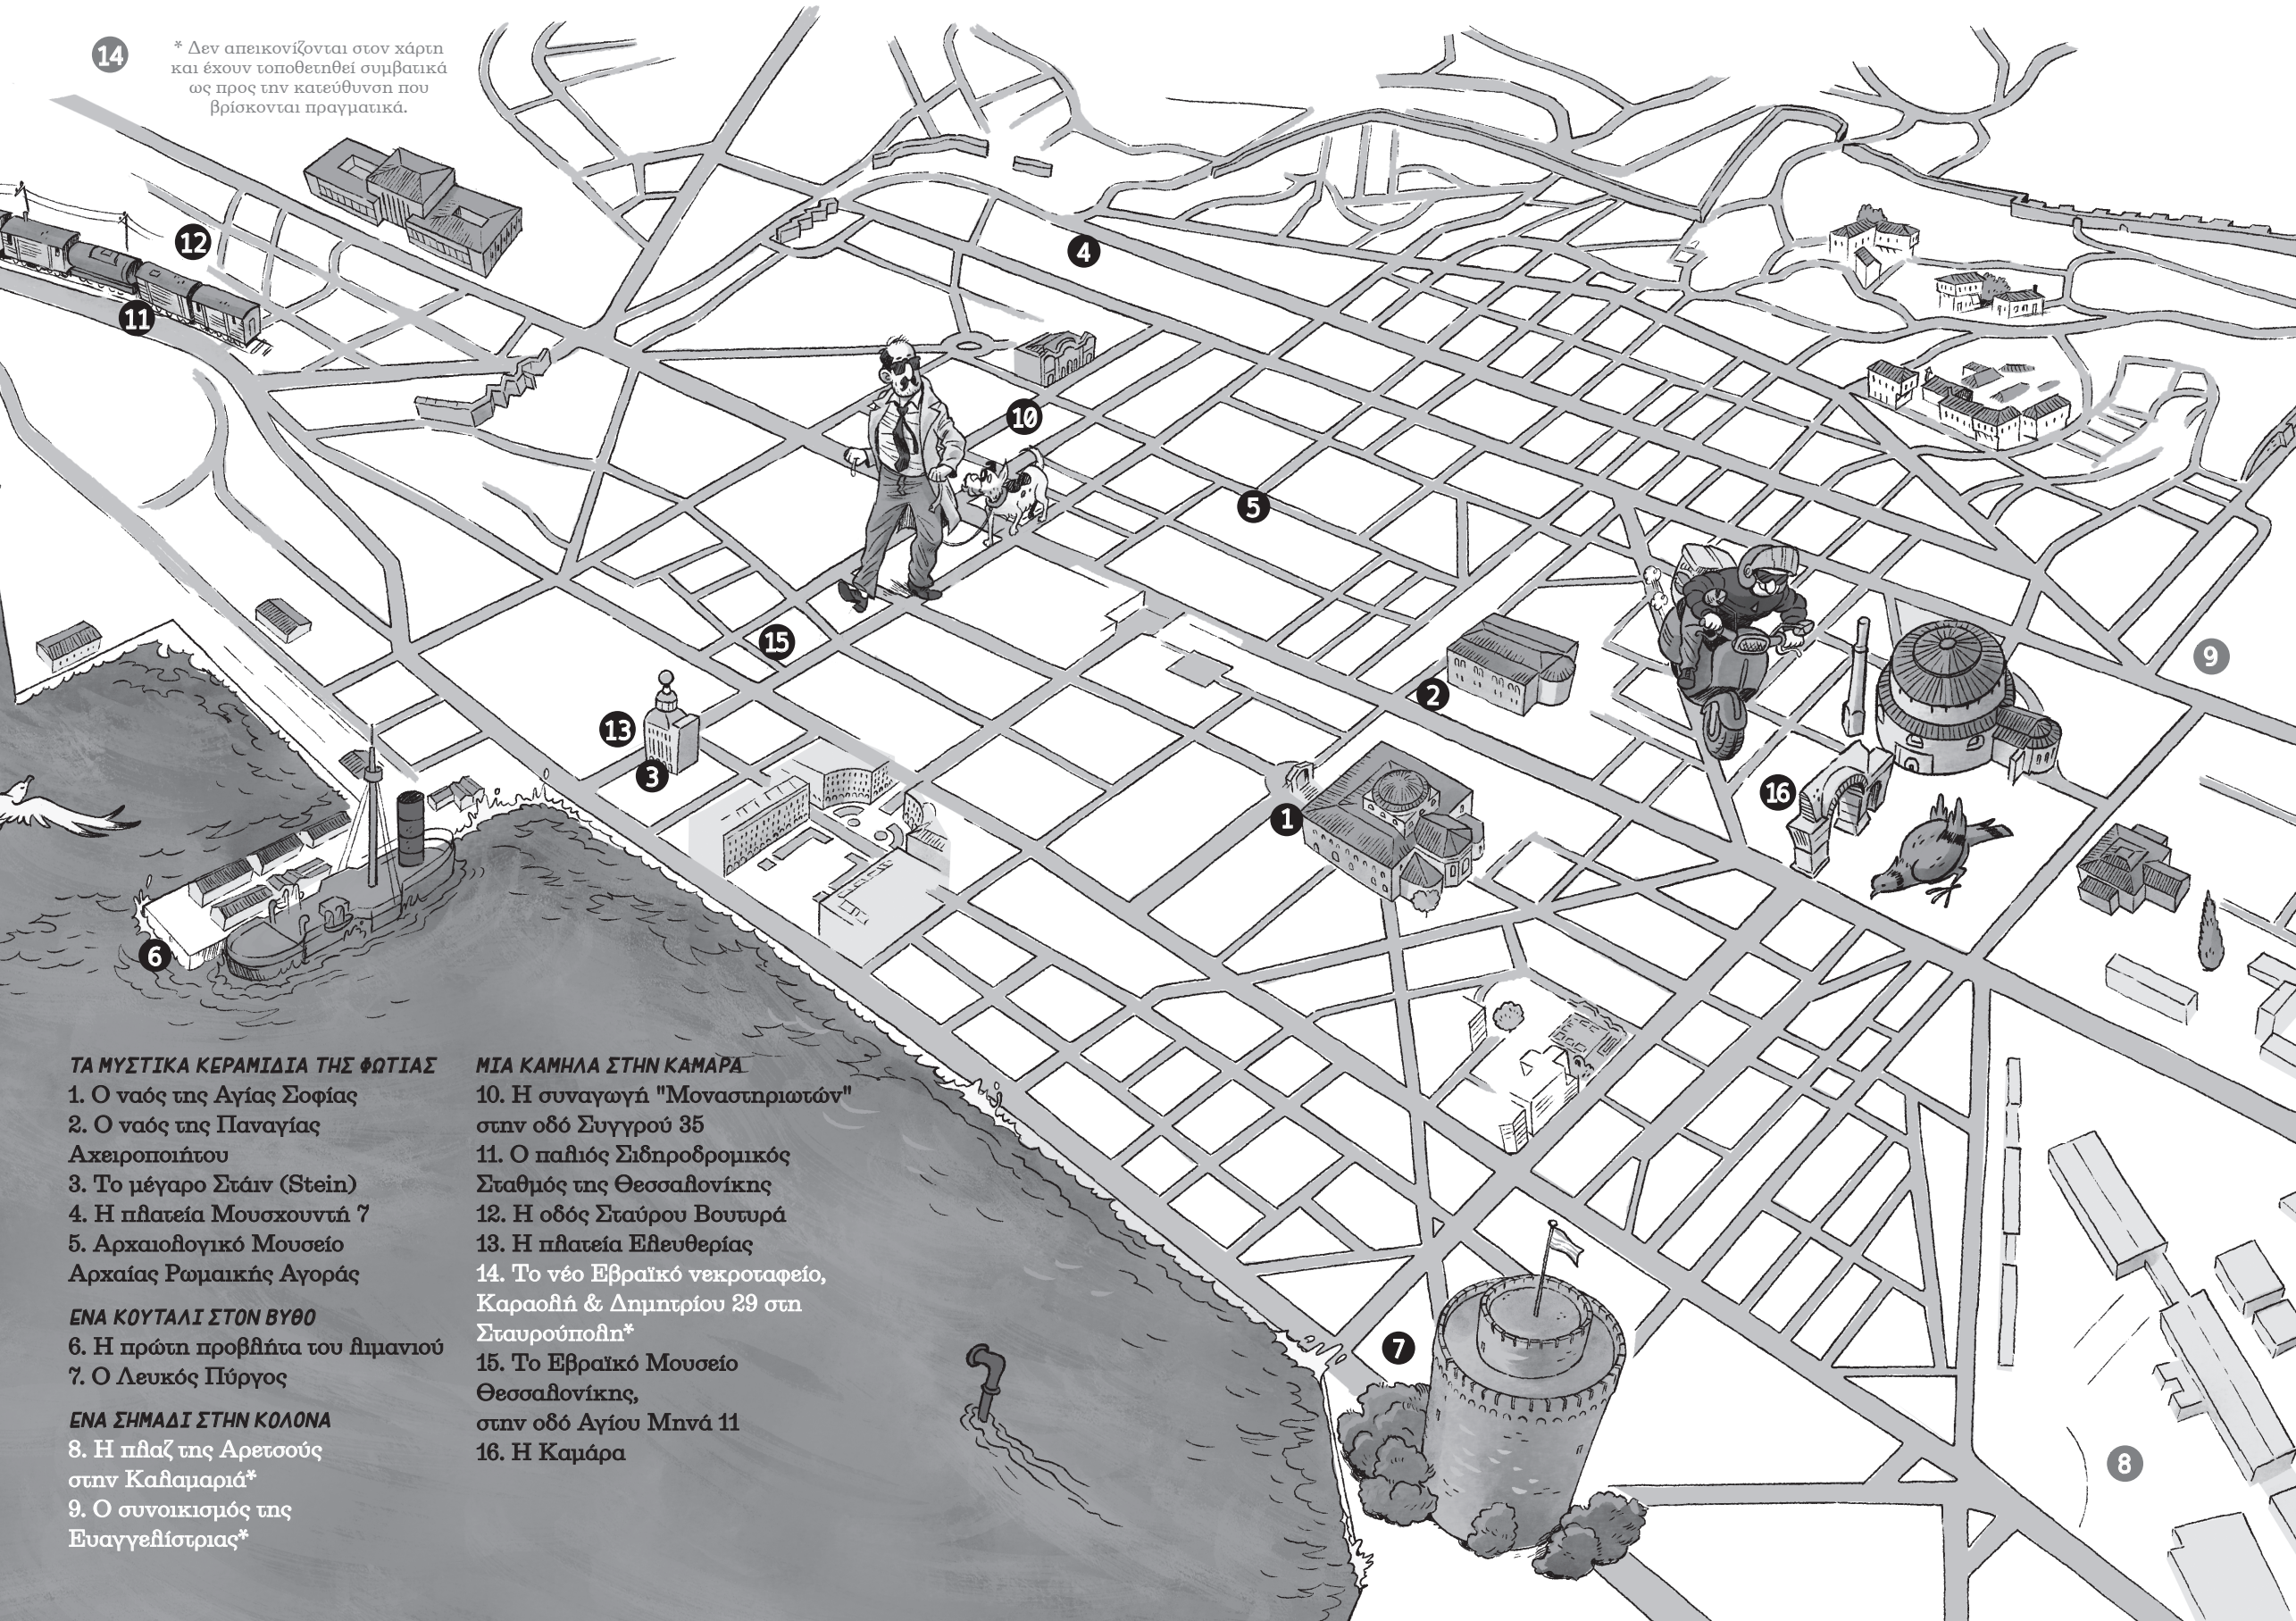 14
* Δεν απεικονίζονται στον χάρτη
και έχουν τοποθετηθεί συμβατικά
ως προς την κατεύθυνση που
βρίσκονται πραγματικά.
12
4
11
10
5
15
9
2
13
3
16
1
6
7
8
ΤΑ ΜΥΣΤΙΚΑ ΚΕΡΑΜΙΔΙΑ ΤΗΣ ΦΩΤΙΑΣ
1. Ο ναός της Αγίας Σοφίας
2. Ο ναός της Παναγίας
Αχειροποιήτου
3. Το μέγαρο Στάιν (Stein)
4. Η πλατεία Μουσχουντή 7
5. Αρχαιολογικό Μουσείο
Αρχαίας Ρωμαικής Αγοράς
ΕΝΑ ΚΟΥΤΑΛΙ ΣΤΟΝ ΒΥΘΟ
6. Η πρώτη προβλήτα του λιμανιού
7. Ο Λευκός Πύργος
ΕΝΑ ΣΗΜΑΔΙ ΣΤΗΝ ΚΟΛΟΝΑ
8. Η πλαζ της Αρετσούς
στην Καλαμαριά*
9. Ο συνοικισμός της
Ευαγγελίστριας*
ΜΙΑ ΚΑΜΗΛΑ ΣΤΗΝ ΚΑΜΑΡΑ
10. Η συναγωγή "Μοναστηριωτών"
στην οδό Συγγρού 35
11. Ο παλιός Σιδηροδρομικός
Σταθμός της Θεσσαλονίκης
12. Η οδός Σταύρου Βουτυρά
13. Η πλατεία Ελευθερίας
14. Το νέο Εβραϊκό νεκροταφείο,
Καραολή & Δημητρίου 29 στη
Σταυρούπολη*
15. Το Εβραϊκό Μουσείο
Θεσσαλονίκης,
στην οδό Αγίου Μηνά 11
16. Η Καμάρα